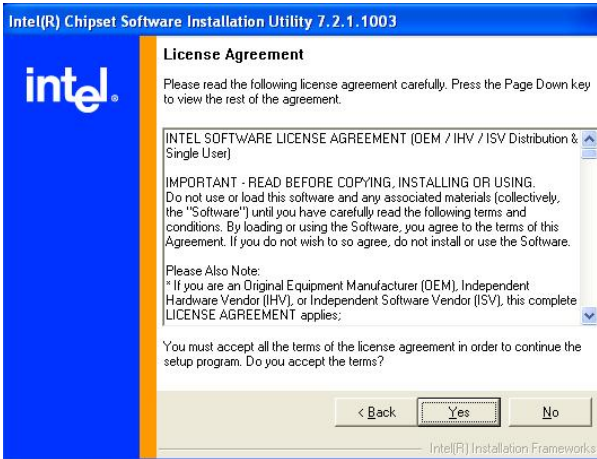 Intel(R) Chipset Software Installation Utility 7.2.1.1003
intel.
License Agreement
Please read the following license agreement carefully. Press the Page Down key
to view the rest of the agreement.
INTEL SOFTWARE LICENSE AGREEMENT (OEM / IHV / ISV Distribution &
Single User)
IMPORTANT - READ BEFORE COPYING, INSTALLING OR USING.
Do not use or load this software and any associated materials (collectively,
the "Software") until you have carefully read the following terms and
conditions. By loading or using the Software, you agree to the terms of this
Agreement. If you do not wish to so agree, do not install or use the Software.
Please Also Note:
* If you are an Original Equipment Manufacturer (OEM), Independent
Hardware Vendor (IHV), or Independent Software Vendor (ISV), this complete
LICENSE AGREEMENT applies;
You must accept all the terms of the license agreement in order to continue the
setup program. Do you accept the terms?
< Back Yes No
Intel(R) Installation Frameworks